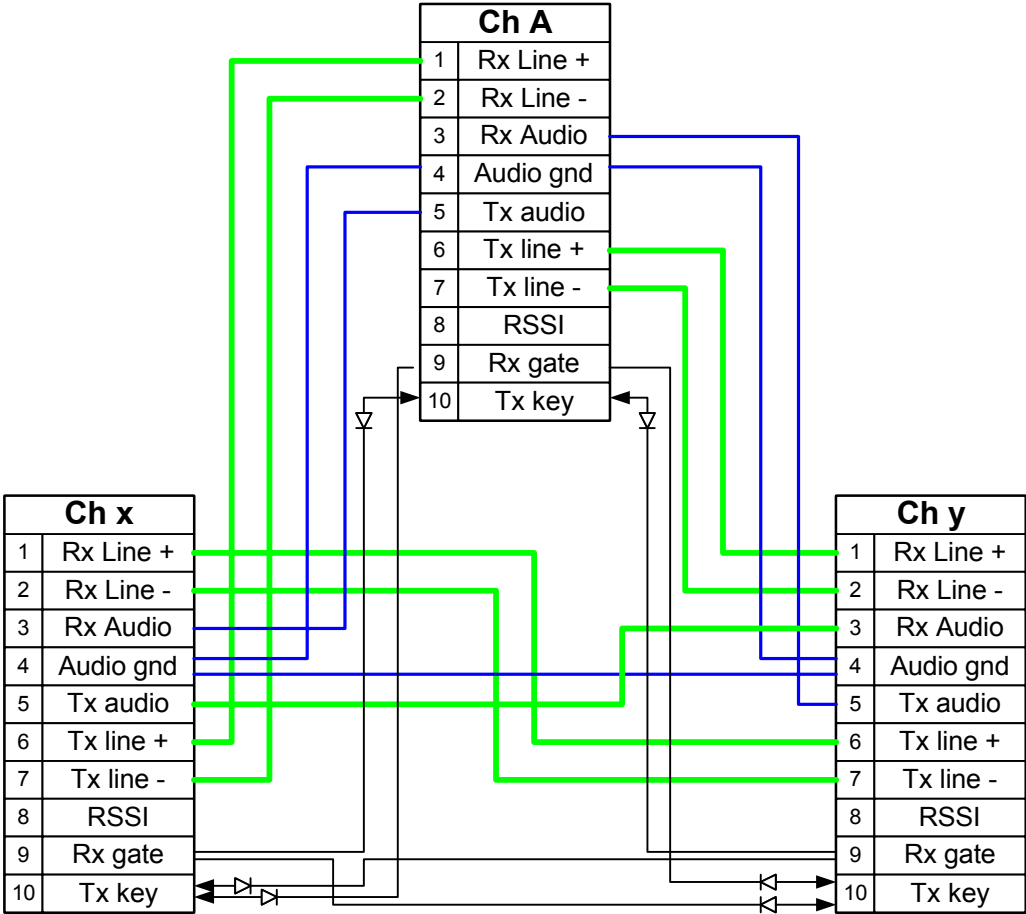 Ch A
1 Rx Line +
2 Rx Line -
3 Rx Audio
4 Audio gnd
5 Tx audio
6 Tx line +
7 Tx line -
8 RSSI
9 Rx gate
10 Tx key
Ch x
1 Rx Line +
2 Rx Line -
3 Rx Audio
4 Audio gnd
5 Tx audio
6 Tx line +
7 Tx line -
8 RSSI
9 Rx gate
10 Tx key
Ch y
1 Rx Line +
2 Rx Line -
3 Rx Audio
4 Audio gnd
5 Tx audio
6 Tx line +
7 Tx line -
8 RSSI
9 Rx gate
10 Tx key